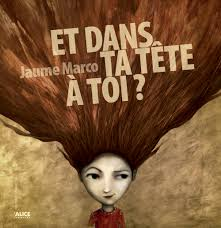 ET DANS
Jaume Marco
TA TÊTE
À TOI ?
ALICE